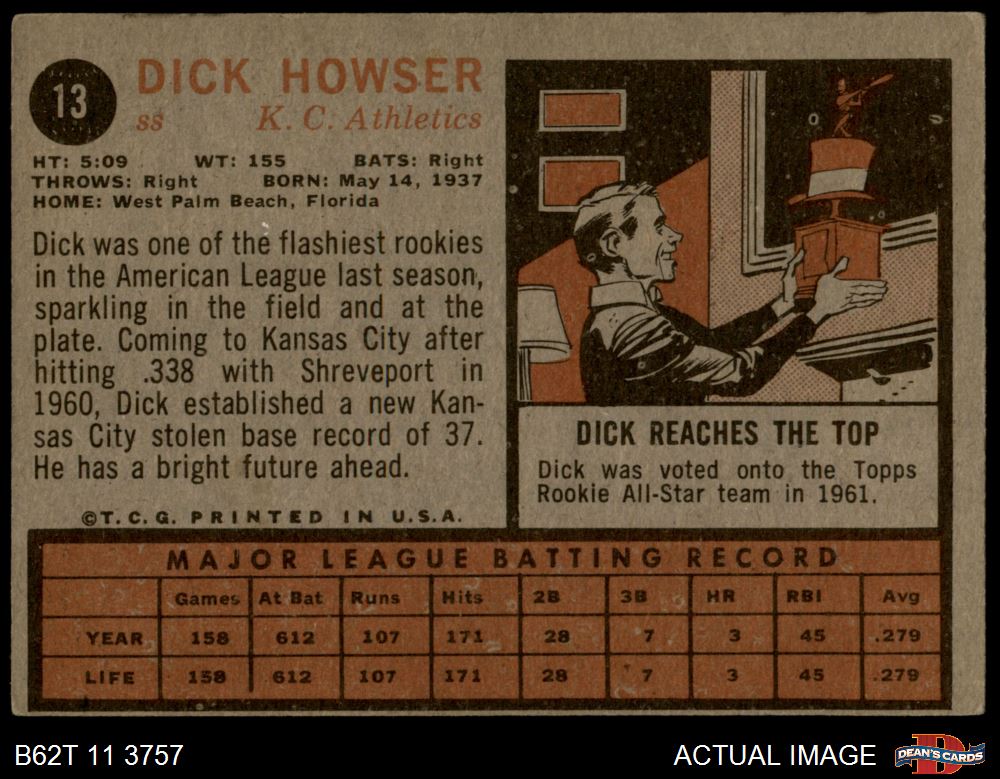 13
DICK HOWSER
ss K. C. Athletics
HT: 5:09 WT: 155 BATS: Right
THROWS: Right BORN: May 14, 1937
HOME: West Palm Beach, Florida
Dick was one of the flashiest rookies
in the American League last season,
sparkling in the field and at the
plate. Coming to Kansas City after
hitting .338 with Shreveport in
1960, Dick established a new Kan-
sas City stolen base record of 37.
He has a bright future ahead.
©T. C. G. PRINTED IN U.S.A.
DICK REACHES THE TOP
Dick was voted onto the Topps
Rookie All-Star team in 1961.
MAJOR LEAGUE BATTING RECORD
Games At Bat Runs Hits 2B 3B HR RBI Avg
YEAR 158 612 107 171 28 7 3 45 .279
LIFE 158 612 107 171 28 7 3 45 .279
B62T 11 3757 ACTUAL IMAGE D DEAN'S CARDS